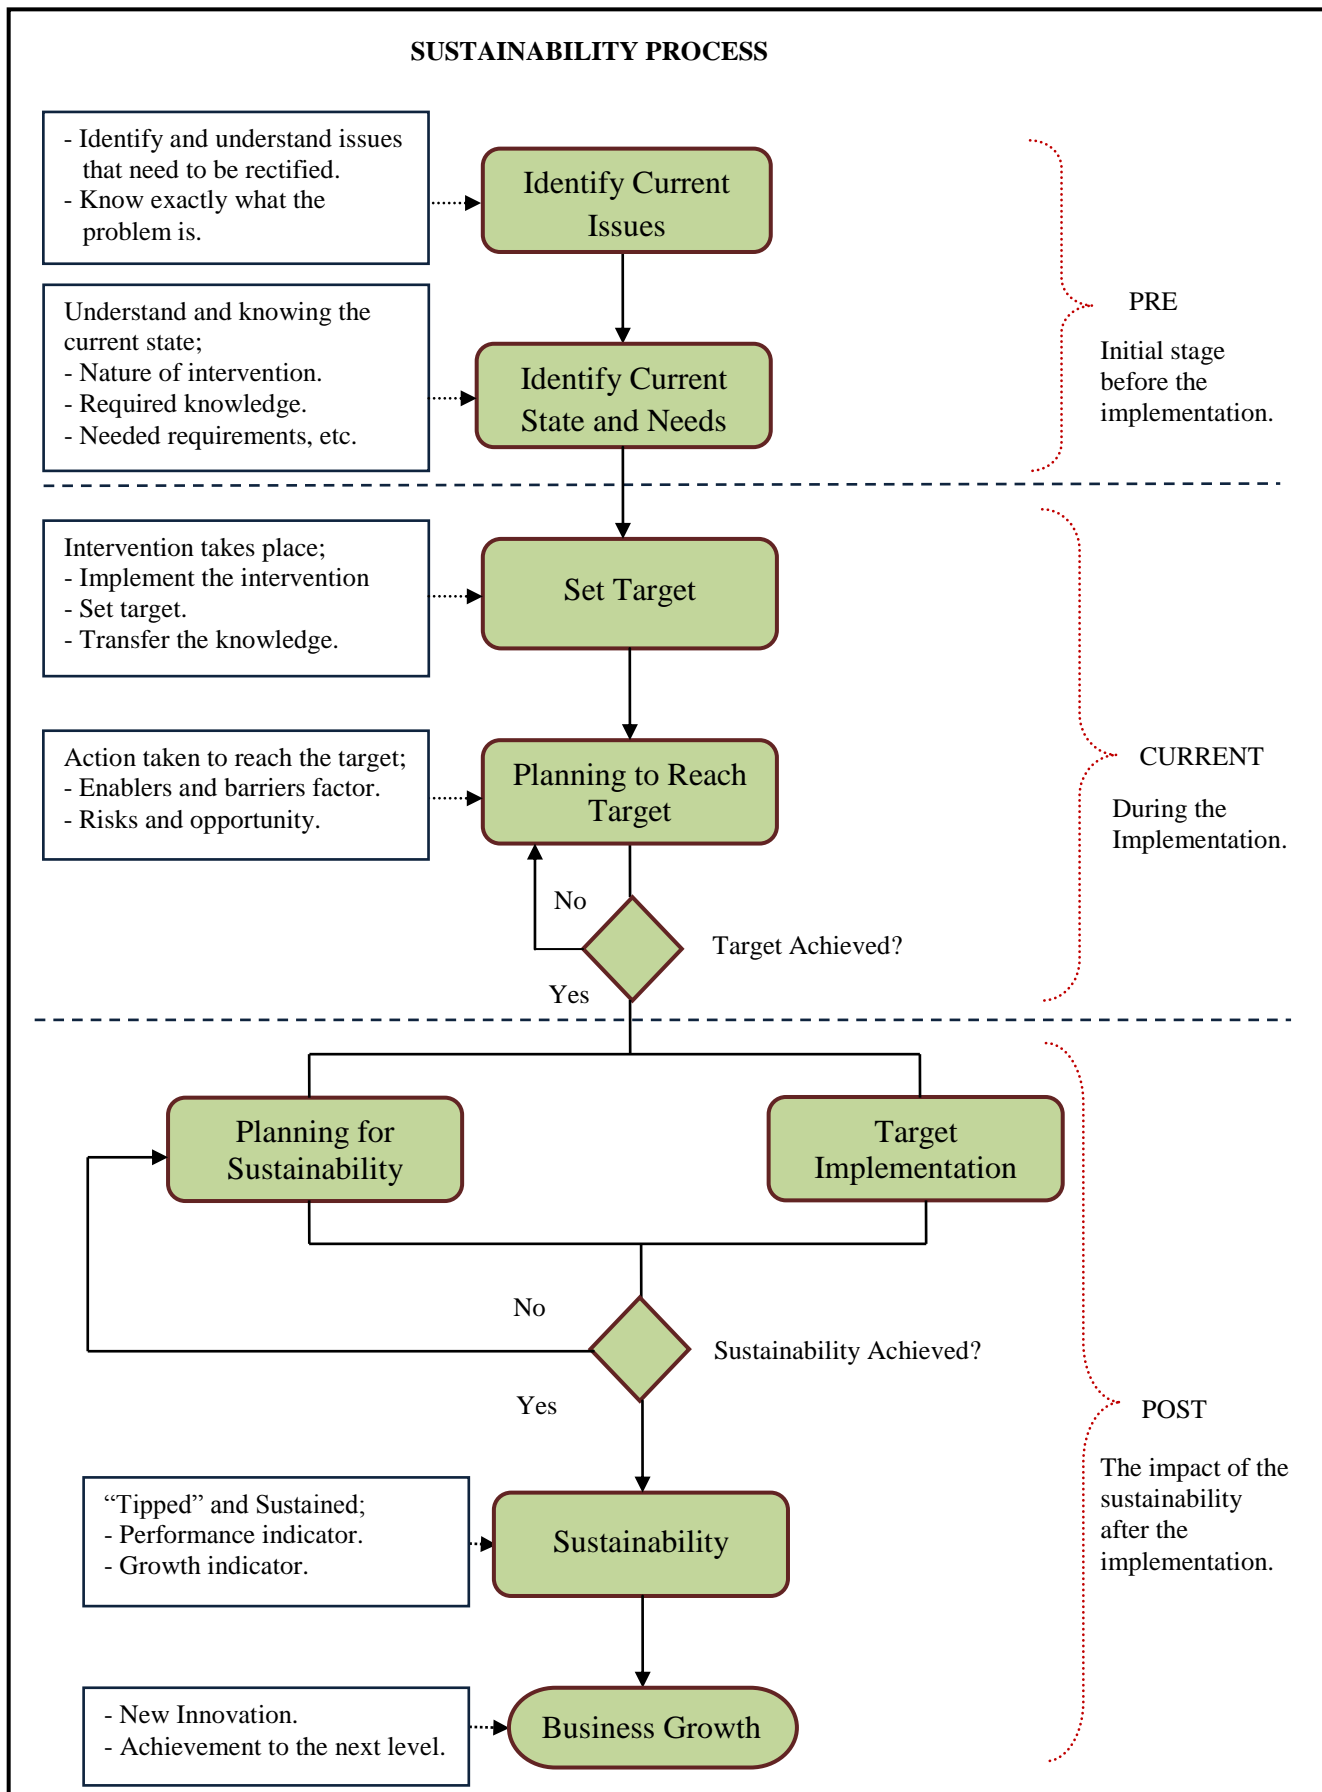 SUSTAINABILITY PROCESS
- Identify and understand issues
that need to be rectified.
- Know exactly what the
problem is.
Identify Current
Issues
Understand and knowing the
current state;
- Nature of intervention.
- Required knowledge.
- Needed requirements, etc.
Identify Current
State and Needs
PRE
Initial stage
before the
implementation.
Intervention takes place;
- Implement the intervention
- Set target.
- Transfer the knowledge.
Set Target
Action taken to reach the target;
- Enablers and barriers factor.
- Risks and opportunity.
Planning to Reach
Target
CURRENT
During the
Implementation.
No
Target Achieved?
Yes
Planning for
Sustainability
Target
Implementation
No
Sustainability Achieved?
Yes
POST
The impact of the
sustainability
after the
implementation.
“Tipped” and Sustained;
- Performance indicator.
- Growth indicator.
Sustainability
- New Innovation.
- Achievement to the next level.
Business Growth